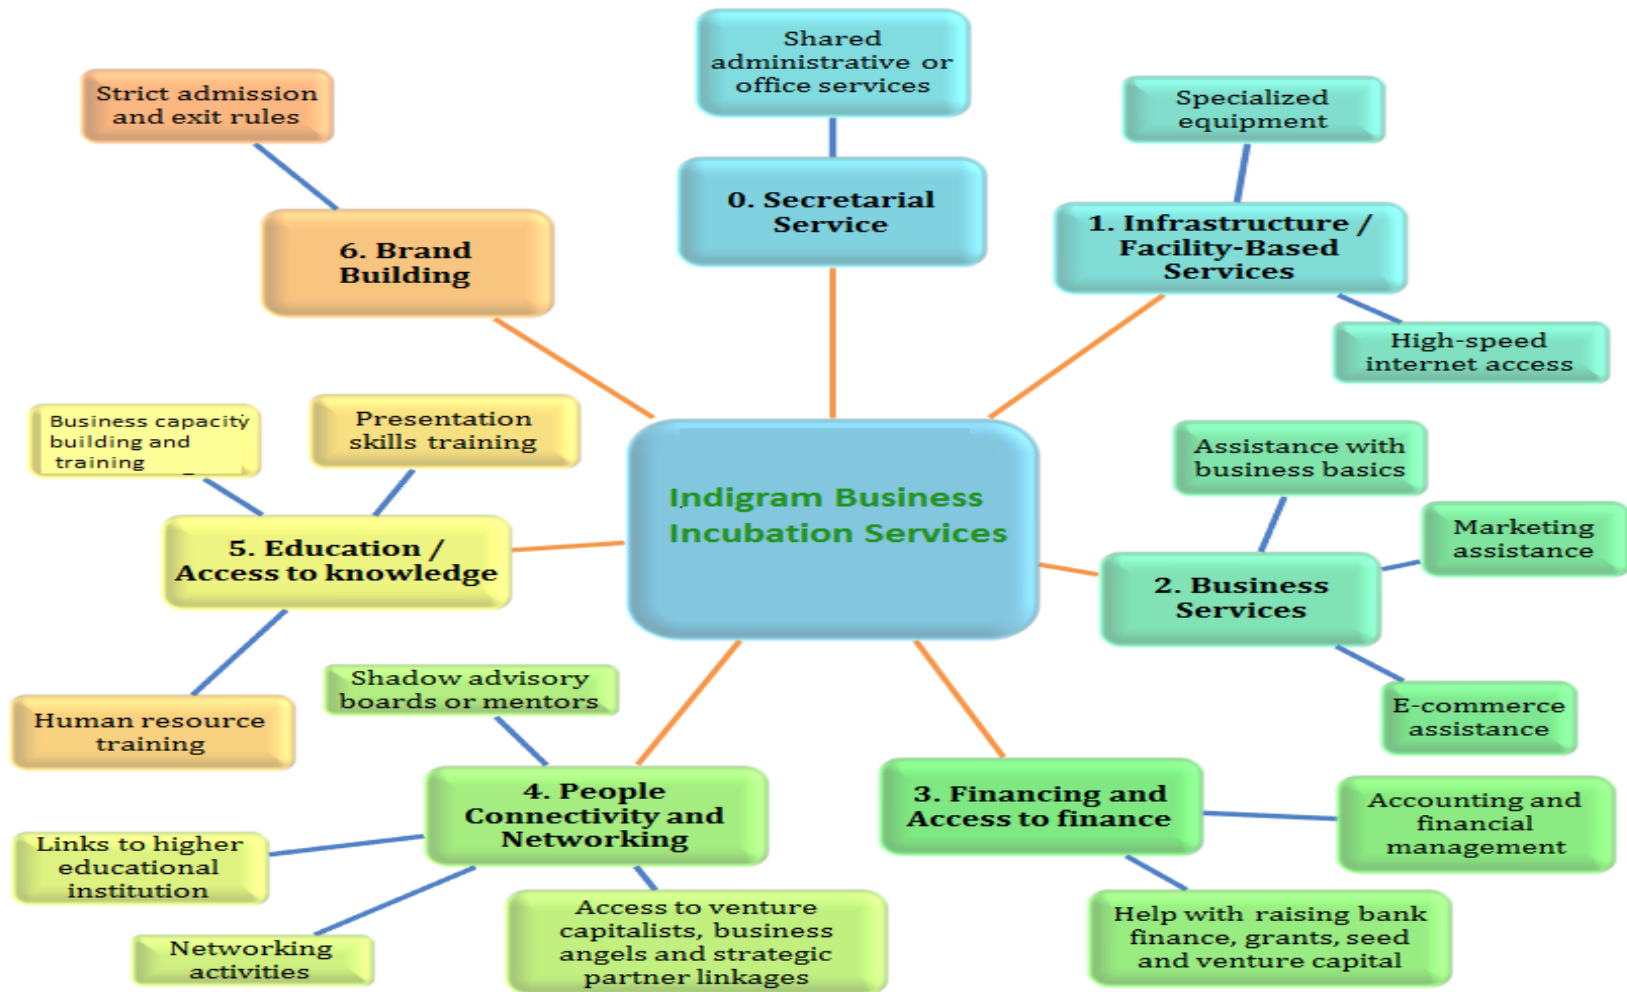 Shared
administrative or
office services
0. Secretarial
Service
Specialized
equipment
1. Infrastructure /
Facility-Based
Services
High-speed
internet access
Assistance with
business basics
Marketing
assistance
2. Business
Services
E-commerce
assistance
3. Financing and
Access to finance
Accounting and
financial
management
Help with raising bank
finance, grants, seed
and venture capital
4. People
Connectivity and
Networking
Shadow advisory
boards or mentors
Links to higher
educational
institution
Networking
activities
Access to venture
capitalists, business
angels and strategic
partner linkages
5. Education /
Access to knowledge
Business capacity
building and
training
Presentation
skills training
Human resource
training
6. Brand
Building
Strict admission
and exit rules
Indigram Business
Incubation Services